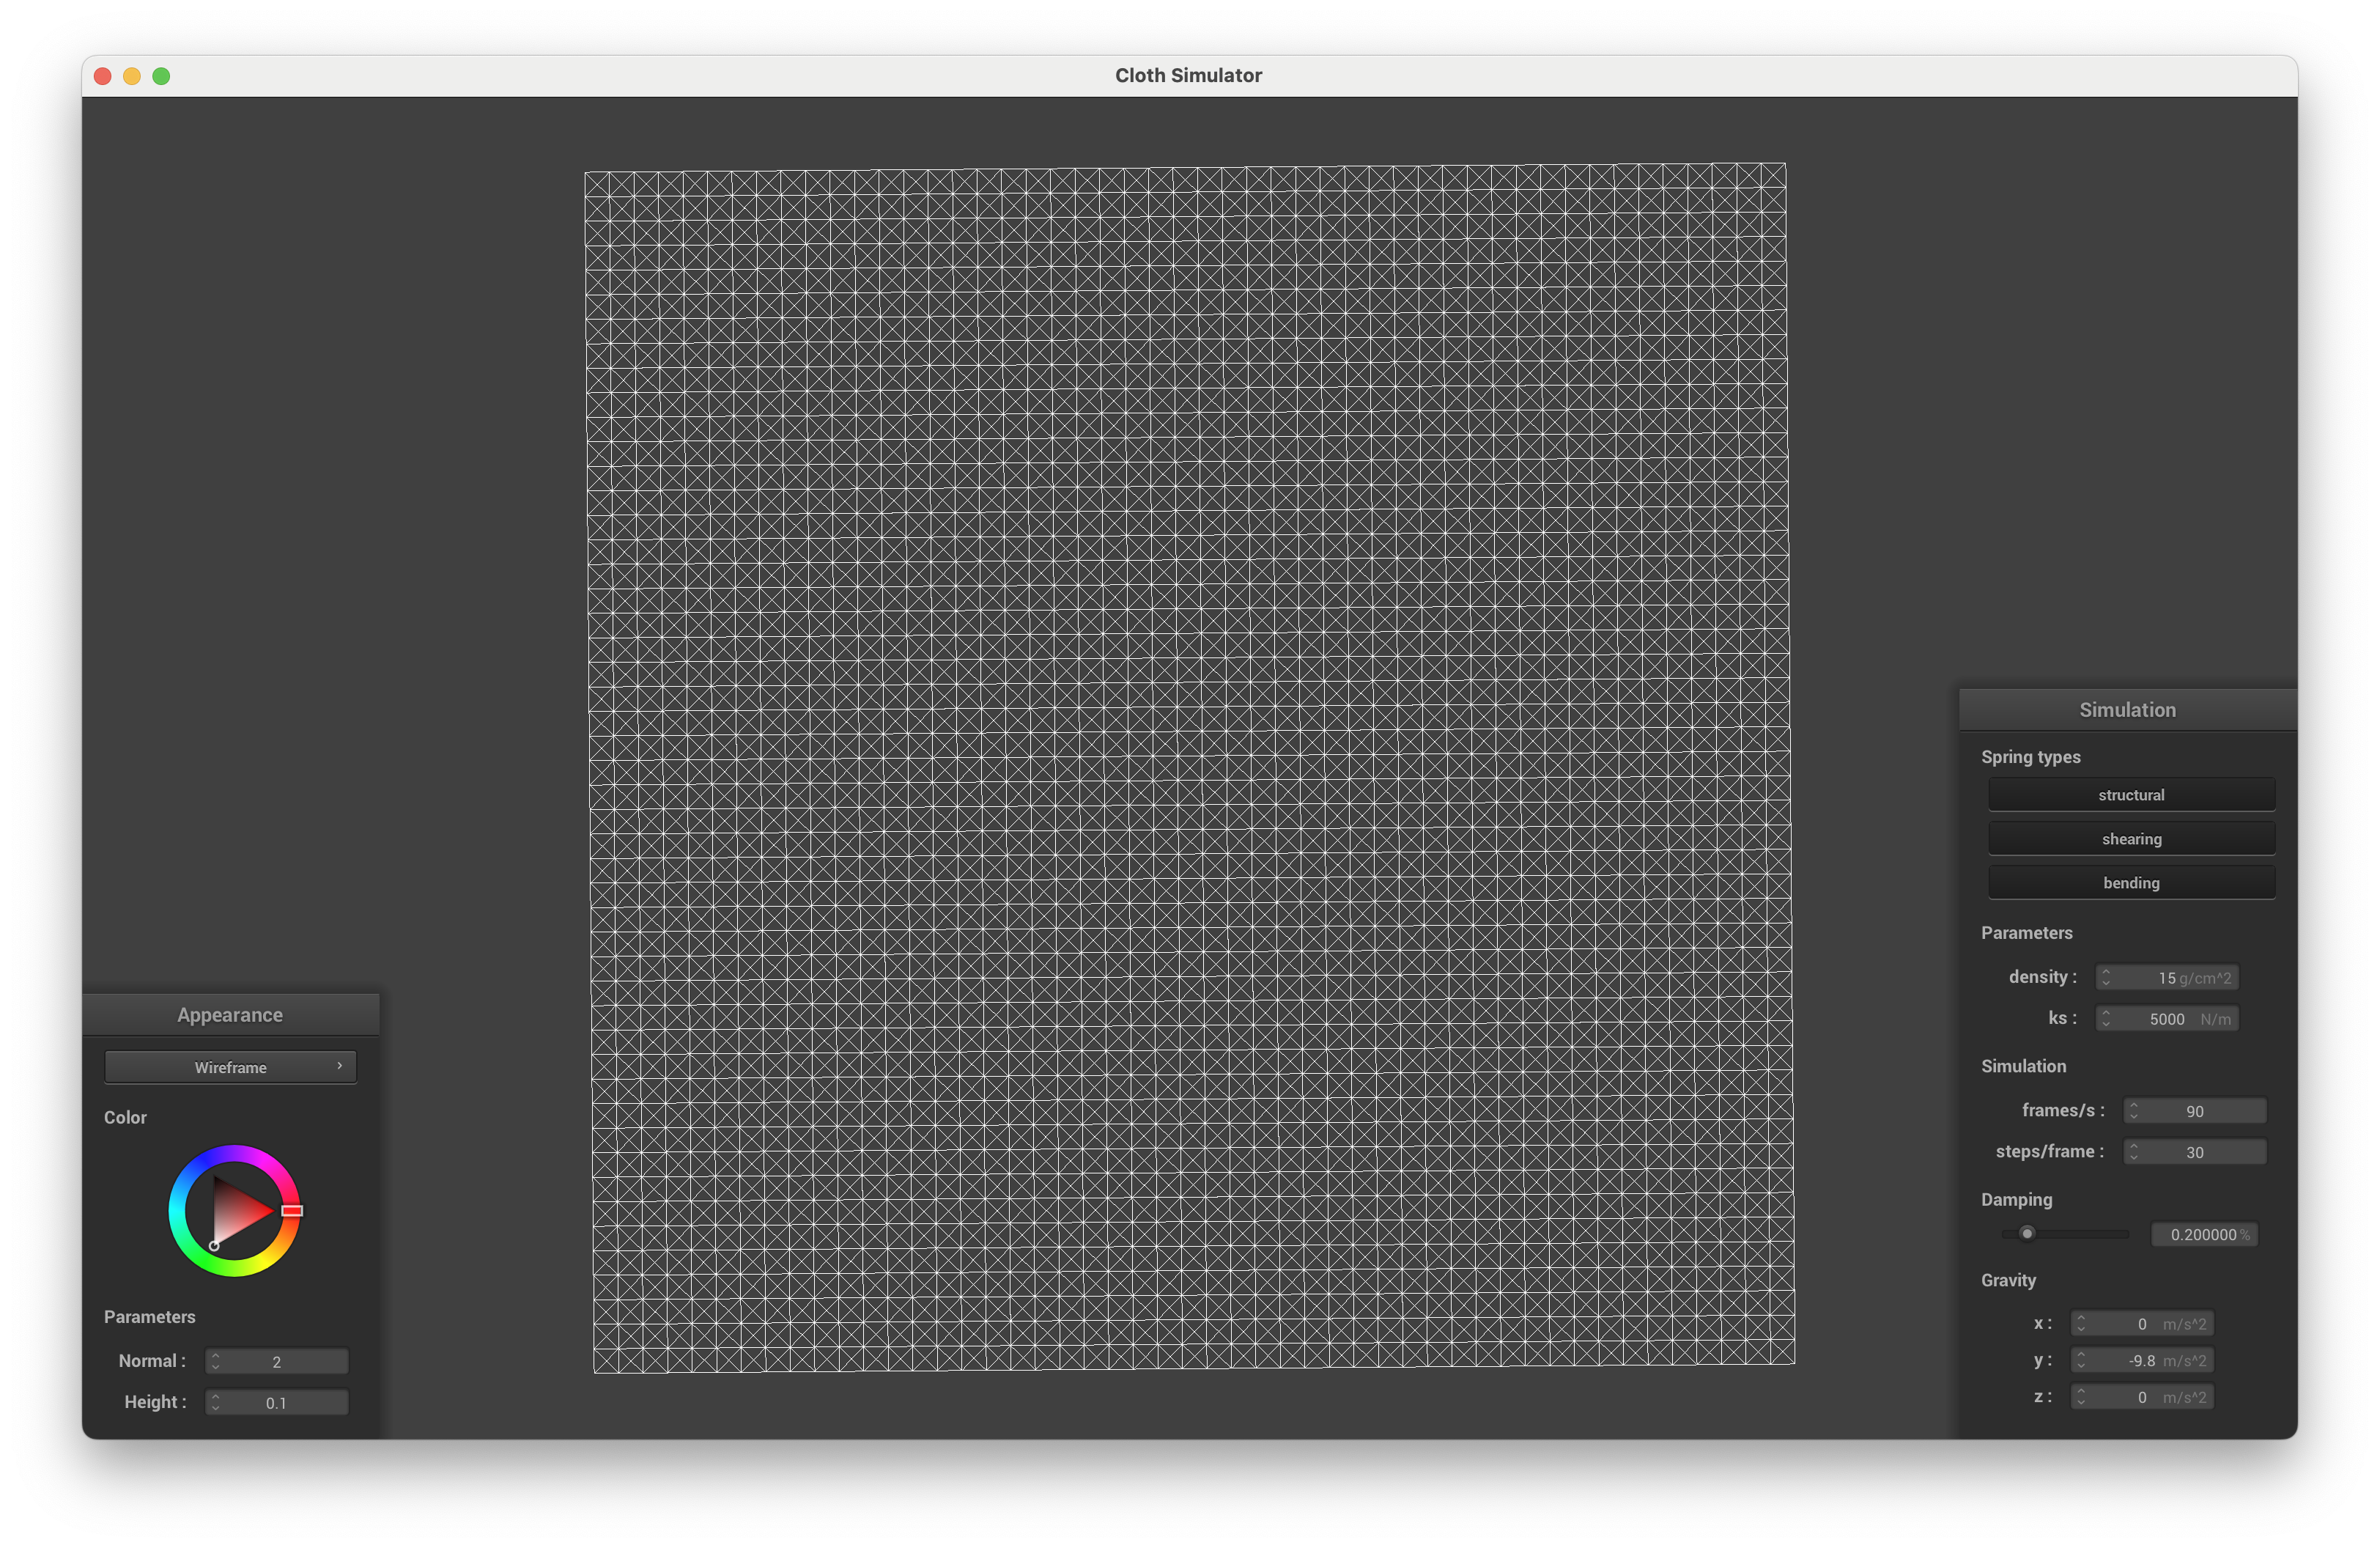 Cloth Simulator
Appearance
Wireframe
Color
Parameters
Normal : 2
Height : 0.1
Simulation
Spring types
structural
shearing
bending
Parameters
density : 15 g/cm^2
ks : 5000 N/m
Simulation
frames/s : 90
steps/frame : 30
Damping
0.200000 %
Gravity
x : 0 m/s^2
y : -9.8 m/s^2
z : 0 m/s^2